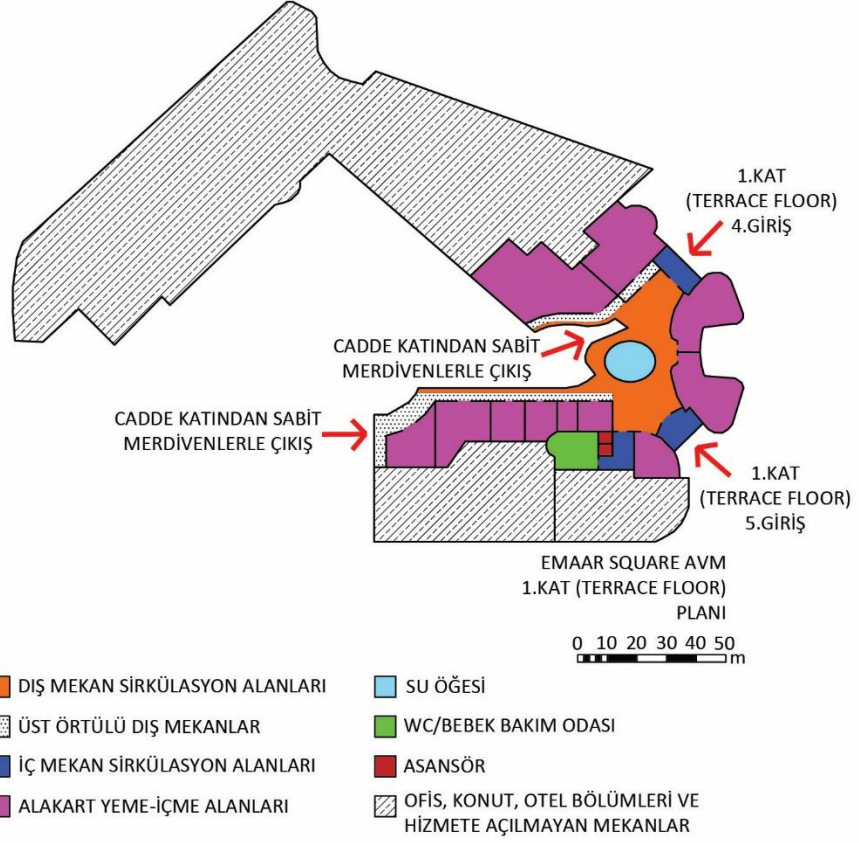 1.KAT
(TERRACE FLOOR)
4.GİRİŞ
CADDE KATINDAN SABİT
MERDİVENLERLE ÇIKIŞ
CADDE KATINDAN SABİT
MERDİVENLERLE ÇIKIŞ
1.KAT
(TERRACE FLOOR)
5.GİRİŞ
EMAAR SQUARE AVM
1.KAT (TERRACE FLOOR)
PLANI
0 10 20 30 40 50
m
DIŞ MEKAN SİRKÜLASYON ALANLARI
ÜST ÖRTÜLÜ DIŞ MEKANLAR
İÇ MEKAN SİRKÜLASYON ALANLARI
ALAKART YEME-İÇME ALANLARI
SU ÖĞESİ
WC/BEBEK BAKIM ODASI
ASANSÖR
OFİS, KONUT, OTEL BÖLÜMLERİ VE
HİZMETE AÇILMAYAN MEKANLAR